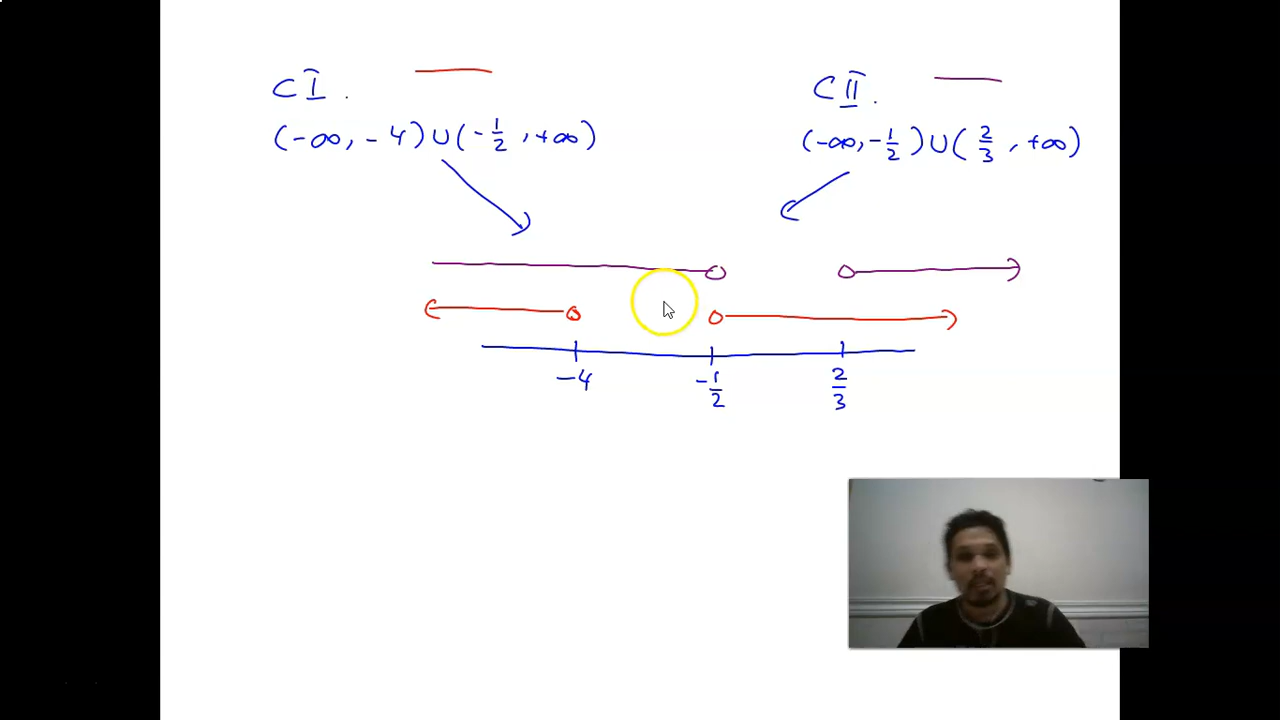 C I.
C II.
(-∞, -4) ∪ (-1/2, +∞)
(-∞, -1/2) ∪ (2/3, +∞)
-4
-1/2
2/3